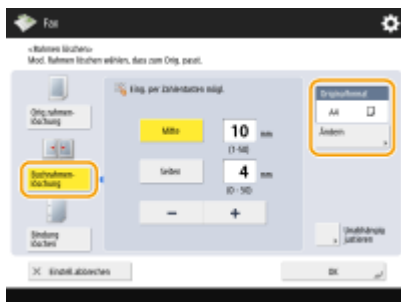 Fax
<Rahmen löschen>
Mod. Rahmen löschen wählen, dass zum Orig. passt.
Eing. per Zahlentasten mögl.
Originalformat
A4
Ändern
Orig.rahmen-
löschung
Mitte
10 mm
(1-50)
Buchrahmen-
löschung
Seiten
4 mm
(0 - 50)
- +
Bindung
löschen
Unabhängig
justieren
× Einstell.abbrechen
OK